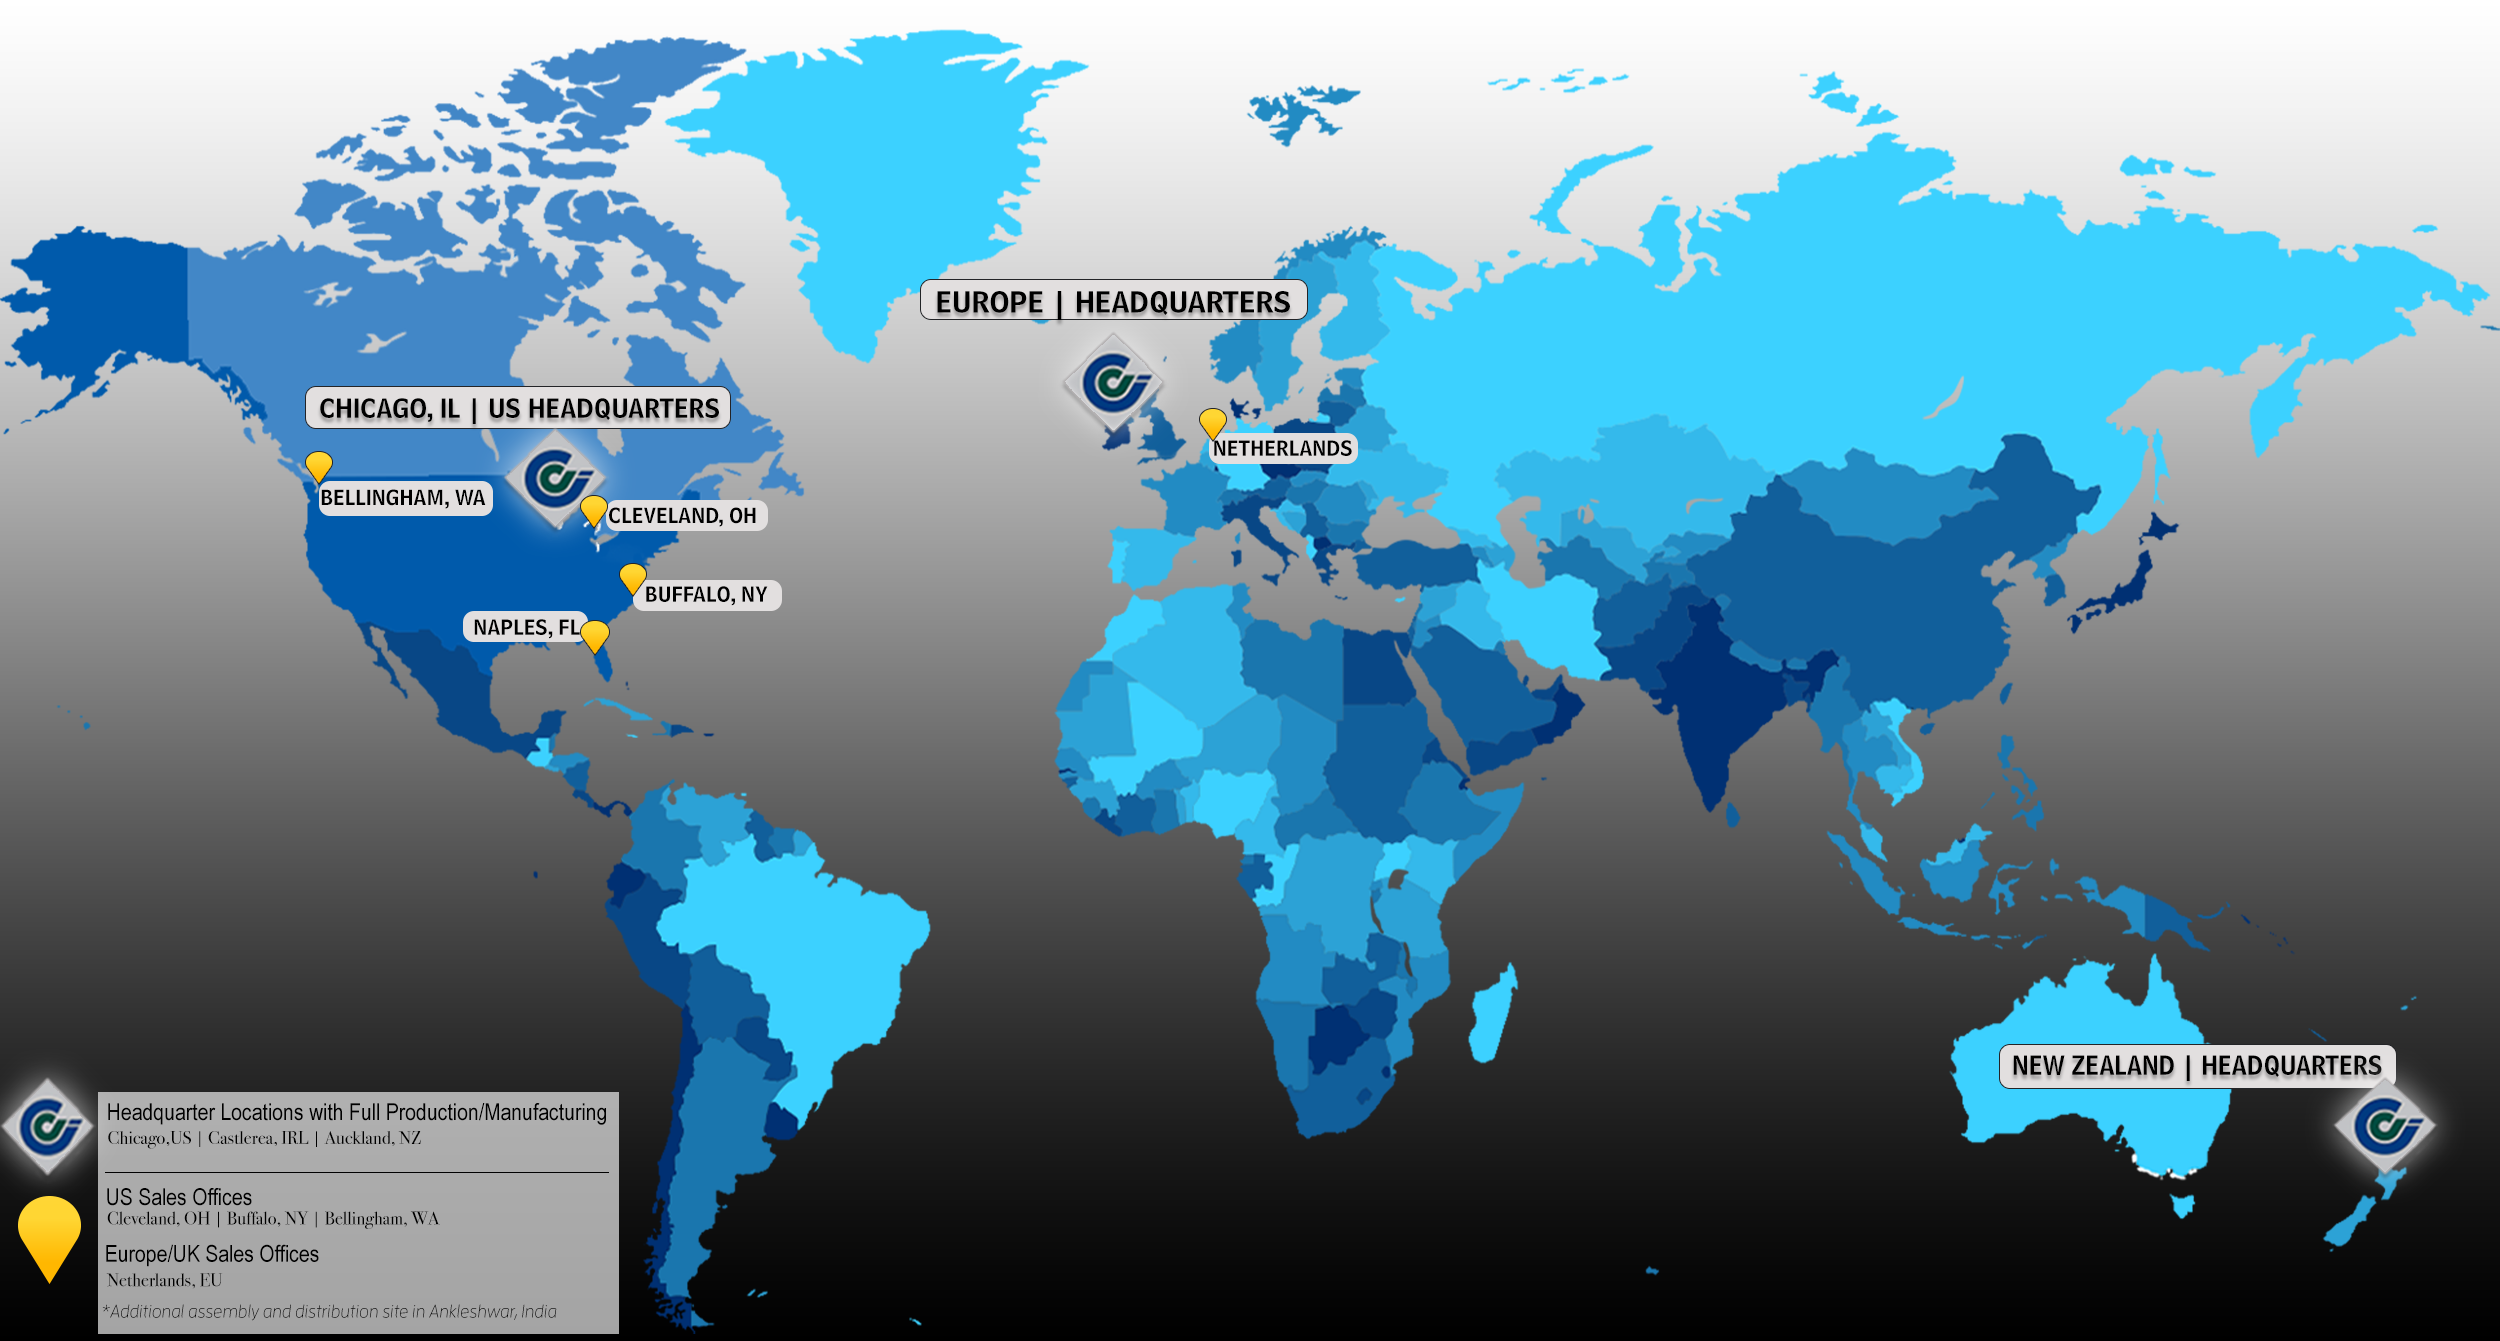 EUROPE | HEADQUARTERS
CHICAGO, IL | US HEADQUARTERS
NETHERLANDS
BELLINGHAM, WA
CLEVELAND, OH
BUFFALO, NY
NAPLES, FL
NEW ZEALAND | HEADQUARTERS
Headquarter Locations with Full Production/Manufacturing
Chicago,US | Castlerea, IRL | Auckland, NZ
US Sales Offices
Cleveland, OH | Buffalo, NY | Bellingham, WA
Europe/UK Sales Offices
Netherlands, EU
*Additional assembly and distribution site in Ankleshwar, India